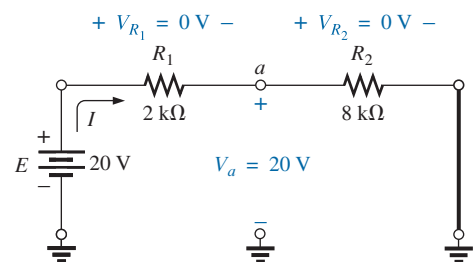 + V_R1 = 0 V − + V_R2 = 0 V −
R1 a R2
I 2 kΩ + 8 kΩ
+
E 20 V V_a = 20 V
−
−